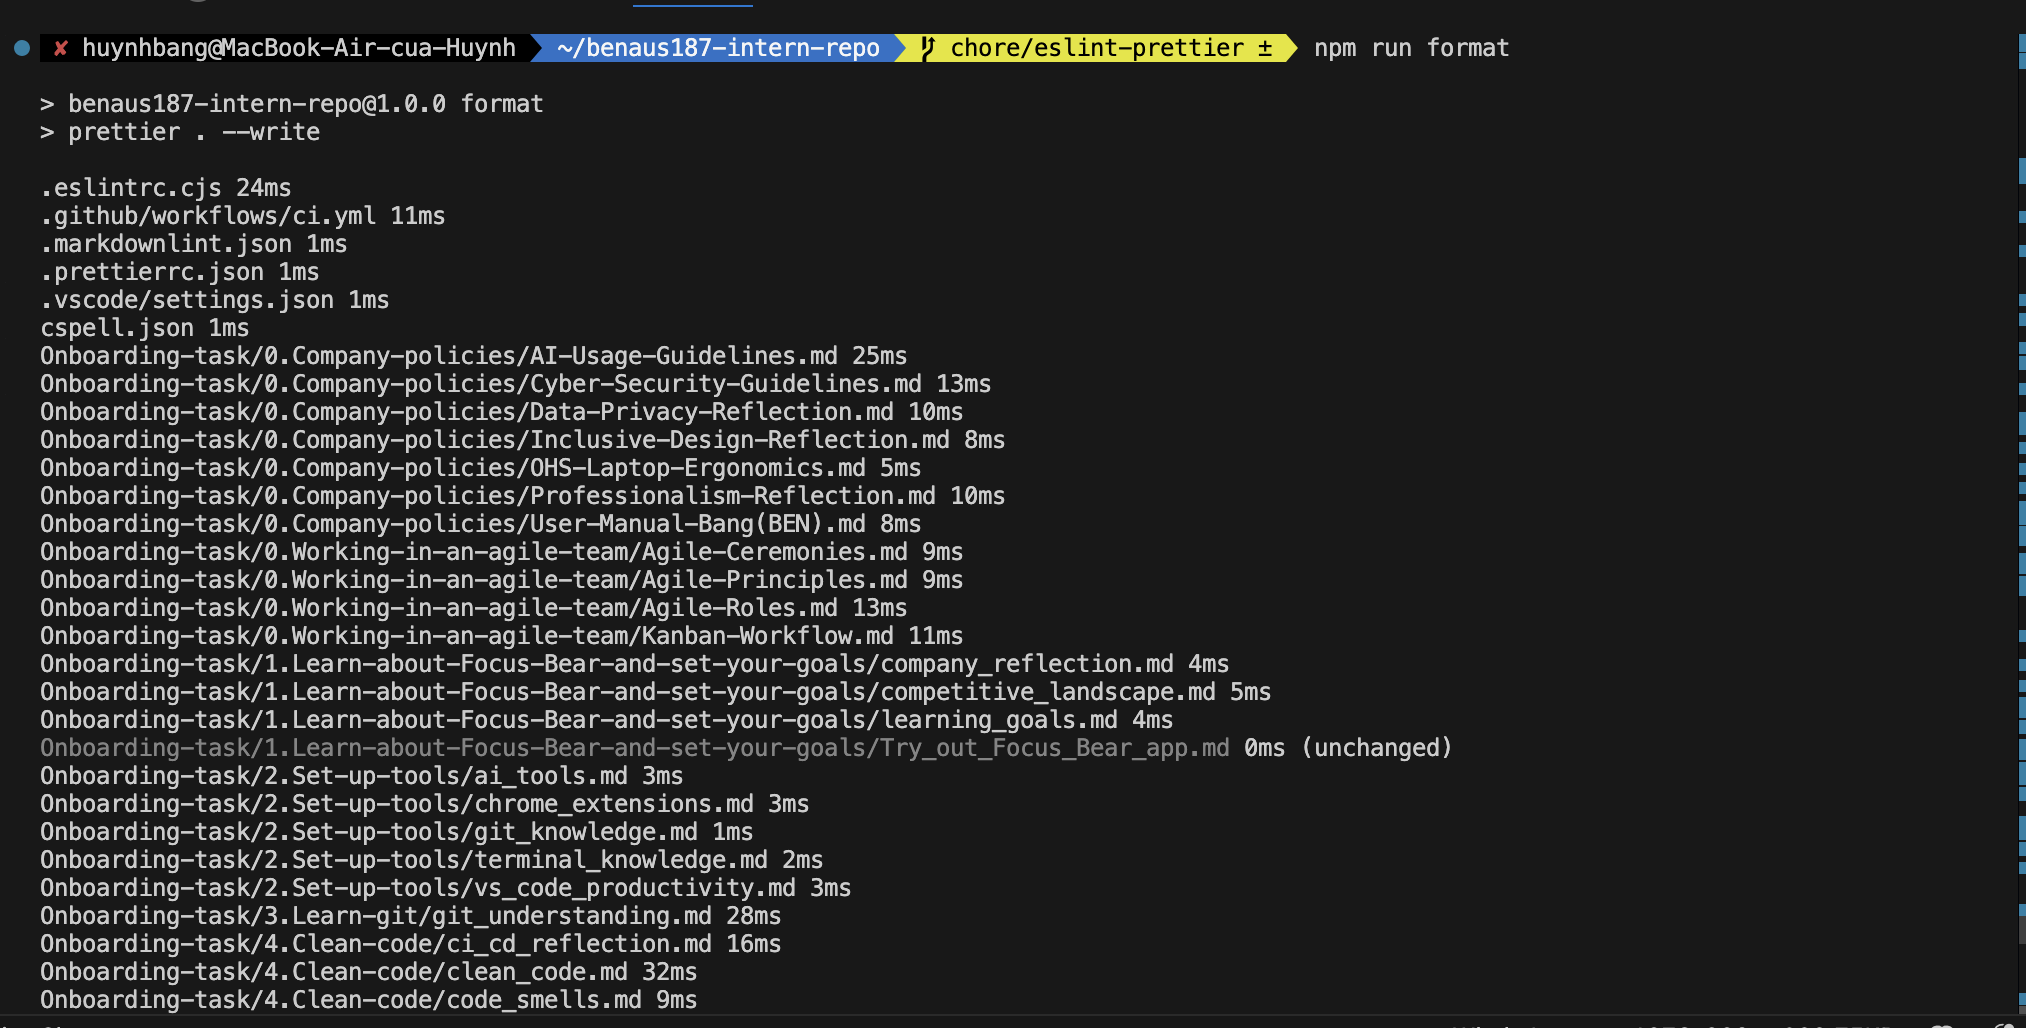 ✘ huynhbang@MacBook-Air-cua-Huynh ~/benaus187-intern-repo chore/eslint-prettier ± npm run format
> benaus187-intern-repo@1.0.0 format
> prettier . --write
.eslintrc.cjs 24ms
.github/workflows/ci.yml 11ms
.markdownlint.json 1ms
.prettierrc.json 1ms
.vscode/settings.json 1ms
cspell.json 1ms
Onboarding-task/0.Company-policies/AI-Usage-Guidelines.md 25ms
Onboarding-task/0.Company-policies/Cyber-Security-Guidelines.md 13ms
Onboarding-task/0.Company-policies/Data-Privacy-Reflection.md 10ms
Onboarding-task/0.Company-policies/Inclusive-Design-Reflection.md 8ms
Onboarding-task/0.Company-policies/OHS-Laptop-Ergonomics.md 5ms
Onboarding-task/0.Company-policies/Professionalism-Reflection.md 10ms
Onboarding-task/0.Company-policies/User-Manual-Bang(BEN).md 8ms
Onboarding-task/0.Working-in-an-agile-team/Agile-Ceremonies.md 9ms
Onboarding-task/0.Working-in-an-agile-team/Agile-Principles.md 9ms
Onboarding-task/0.Working-in-an-agile-team/Agile-Roles.md 13ms
Onboarding-task/0.Working-in-an-agile-team/Kanban-Workflow.md 11ms
Onboarding-task/1.Learn-about-Focus-Bear-and-set-your-goals/company_reflection.md 4ms
Onboarding-task/1.Learn-about-Focus-Bear-and-set-your-goals/competitive_landscape.md 5ms
Onboarding-task/1.Learn-about-Focus-Bear-and-set-your-goals/learning_goals.md 4ms
Onboarding-task/1.Learn-about-Focus-Bear-and-set-your-goals/Try_out_Focus_Bear_app.md 0ms (unchanged)
Onboarding-task/2.Set-up-tools/ai_tools.md 3ms
Onboarding-task/2.Set-up-tools/chrome_extensions.md 3ms
Onboarding-task/2.Set-up-tools/git_knowledge.md 1ms
Onboarding-task/2.Set-up-tools/terminal_knowledge.md 2ms
Onboarding-task/2.Set-up-tools/vs_code_productivity.md 3ms
Onboarding-task/3.Learn-git/git_understanding.md 28ms
Onboarding-task/4.Clean-code/ci_cd_reflection.md 16ms
Onboarding-task/4.Clean-code/clean_code.md 32ms
Onboarding-task/4.Clean-code/code_smells.md 9ms